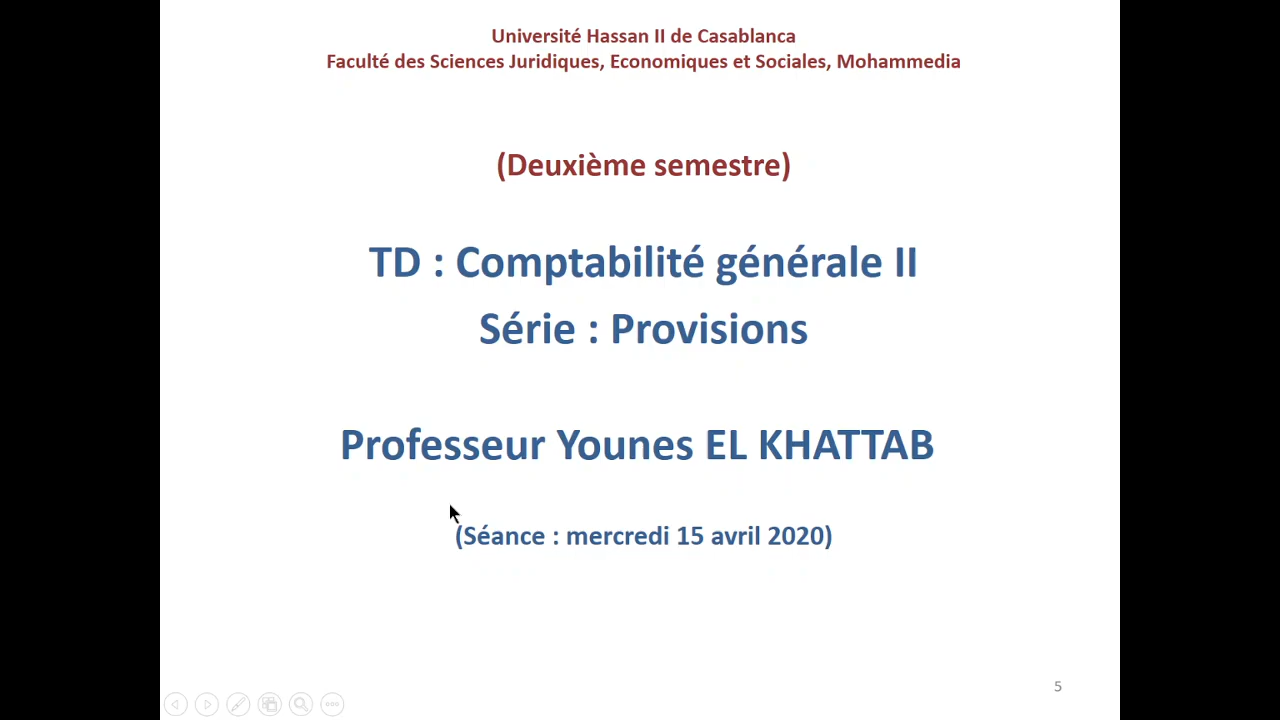 Université Hassan II de Casablanca
Faculté des Sciences Juridiques, Economiques et Sociales, Mohammedia
(Deuxième semestre)
TD : Comptabilité générale II
Série : Provisions
Professeur Younes EL KHATTAB
(Séance : mercredi 15 avril 2020)
5